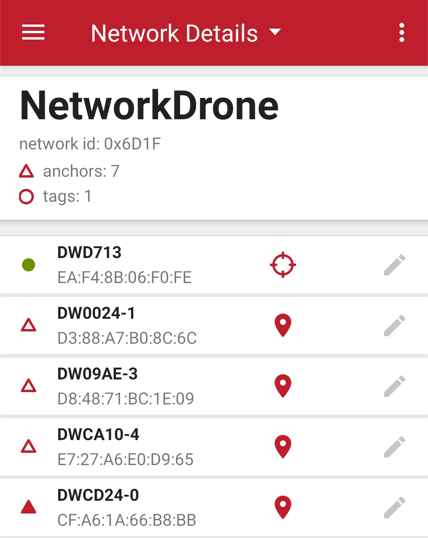 Network Details
NetworkDrone
network id: 0x6D1F
anchors: 7
tags: 1
DWD713
EA:F4:8B:06:F0:FE
DW0024-1
D3:88:A7:B0:8C:6C
DW09AE-3
D8:48:71:BC:1E:09
DWCA10-4
E7:27:A6:E0:D9:65
DWCD24-0
CF:A6:1A:66:B8:BB